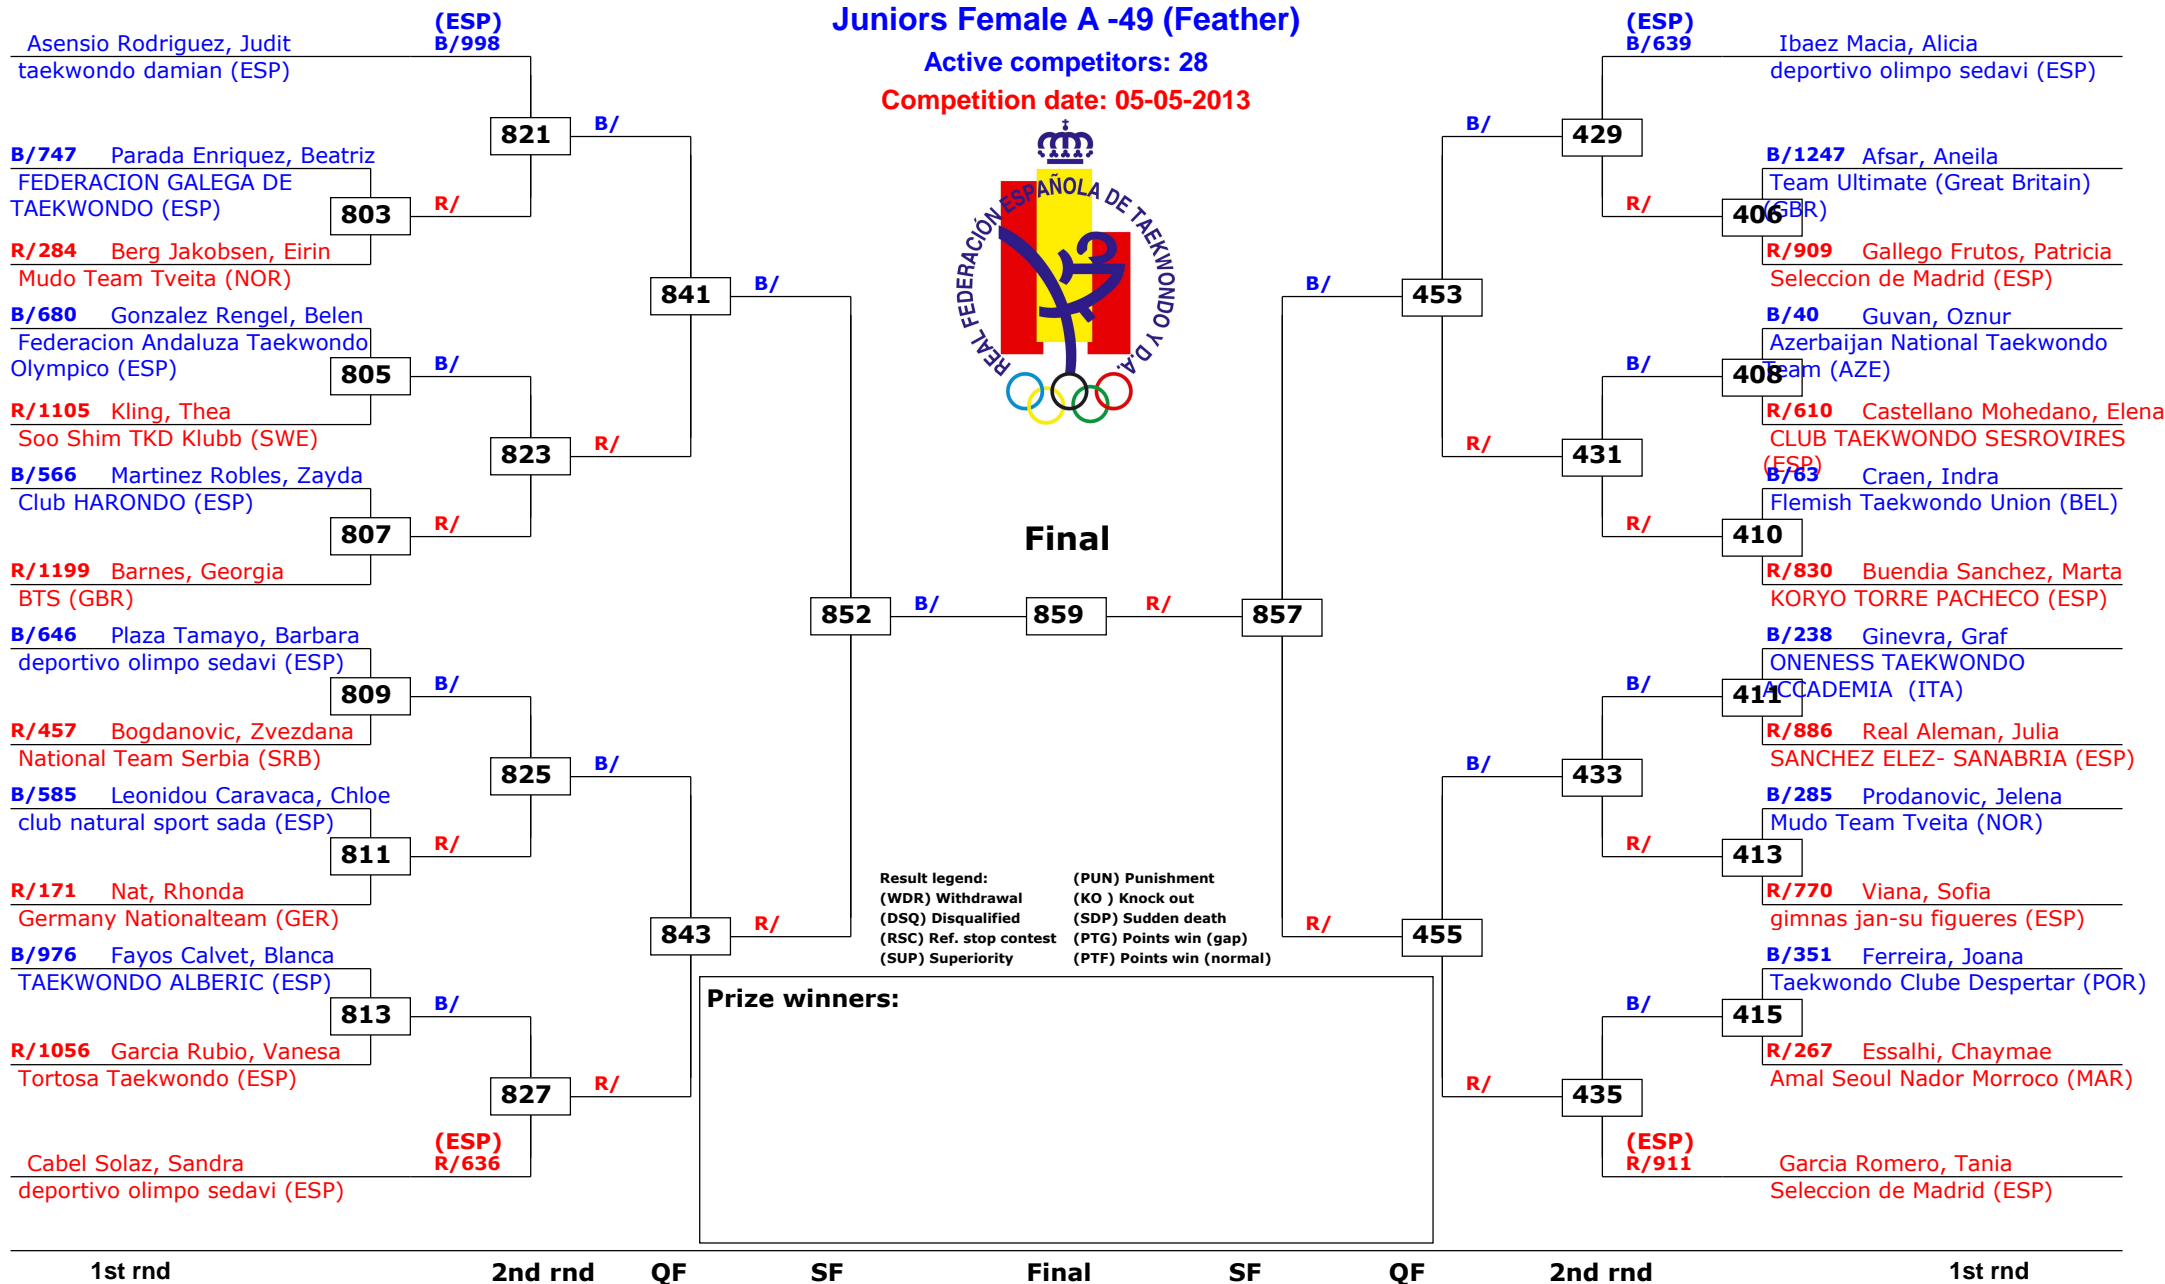 Juniors Female A -49 (Feather)
Active competitors: 28
Competition date: 05-05-2013
REAL FEDERACIÓN ESPAÑOLA DE TAEKWONDO Y D.A.
(ESP)
Asensio Rodriguez, Judit B/998
taekwondo damian (ESP)
821
B/
B/747 Parada Enriquez, Beatriz
FEDERACION GALEGA DE
TAEKWONDO (ESP)
803
R/
R/284 Berg Jakobsen, Eirin
Mudo Team Tveita (NOR)
841
B/
B/680 Gonzalez Rengel, Belen
Federacion Andaluza Taekwondo
Olympico (ESP)
805
B/
R/1105 Kling, Thea
Soo Shim TKD Klubb (SWE)
823
R/
B/566 Martinez Robles, Zayda
Club HARONDO (ESP)
807
R/
R/1199 Barnes, Georgia
BTS (GBR)
852
B/
B/646 Plaza Tamayo, Barbara
deportivo olimpo sedavi (ESP)
809
B/
R/457 Bogdanovic, Zvezdana
National Team Serbia (SRB)
825
B/
B/585 Leonidou Caravaca, Chloe
club natural sport sada (ESP)
811
R/
R/171 Nat, Rhonda
Germany Nationalteam (GER)
843
R/
B/976 Fayos Calvet, Blanca
TAEKWONDO ALBERIC (ESP)
813
B/
R/1056 Garcia Rubio, Vanesa
Tortosa Taekwondo (ESP)
827
R/
(ESP)
Cabel Solaz, Sandra R/636
deportivo olimpo sedavi (ESP)
Final
859
R/
857
(ESP)
B/639 Ibaez Macia, Alicia
deportivo olimpo sedavi (ESP)
B/
429
B/1247 Afsar, Aneila
Team Ultimate (Great Britain)
(GBR)
R/
406
R/909 Gallego Frutos, Patricia
Seleccion de Madrid (ESP)
B/
453
B/40 Guvan, Oznur
Azerbaijan National Taekwondo
Team (AZE)
B/
408
R/610 Castellano Mohedano, Elena
CLUB TAEKWONDO SESROVIRES
(ESP)
R/
431
B/63 Craen, Indra
Flemish Taekwondo Union (BEL)
R/
410
R/830 Buendia Sanchez, Marta
KORYO TORRE PACHECO (ESP)
B/238 Ginevra, Graf
ONENESS TAEKWONDO
ACCADEMIA (ITA)
B/
411
R/886 Real Aleman, Julia
SANCHEZ ELEZ- SANABRIA (ESP)
B/
433
B/285 Prodanovic, Jelena
Mudo Team Tveita (NOR)
R/
413
R/770 Viana, Sofia
gimnas jan-su figueres (ESP)
R/
455
B/351 Ferreira, Joana
Taekwondo Clube Despertar (POR)
B/
415
R/267 Essalhi, Chaymae
Amal Seoul Nador Morroco (MAR)
R/
435
(ESP)
R/911 Garcia Romero, Tania
Seleccion de Madrid (ESP)
Result legend: (PUN) Punishment
(WDR) Withdrawal (KO ) Knock out
(DSQ) Disqualified (SDP) Sudden death
(RSC) Ref. stop contest (PTG) Points win (gap)
(SUP) Superiority (PTF) Points win (normal)
Prize winners:
1st rnd 2nd rnd QF SF Final SF QF 2nd rnd 1st rnd